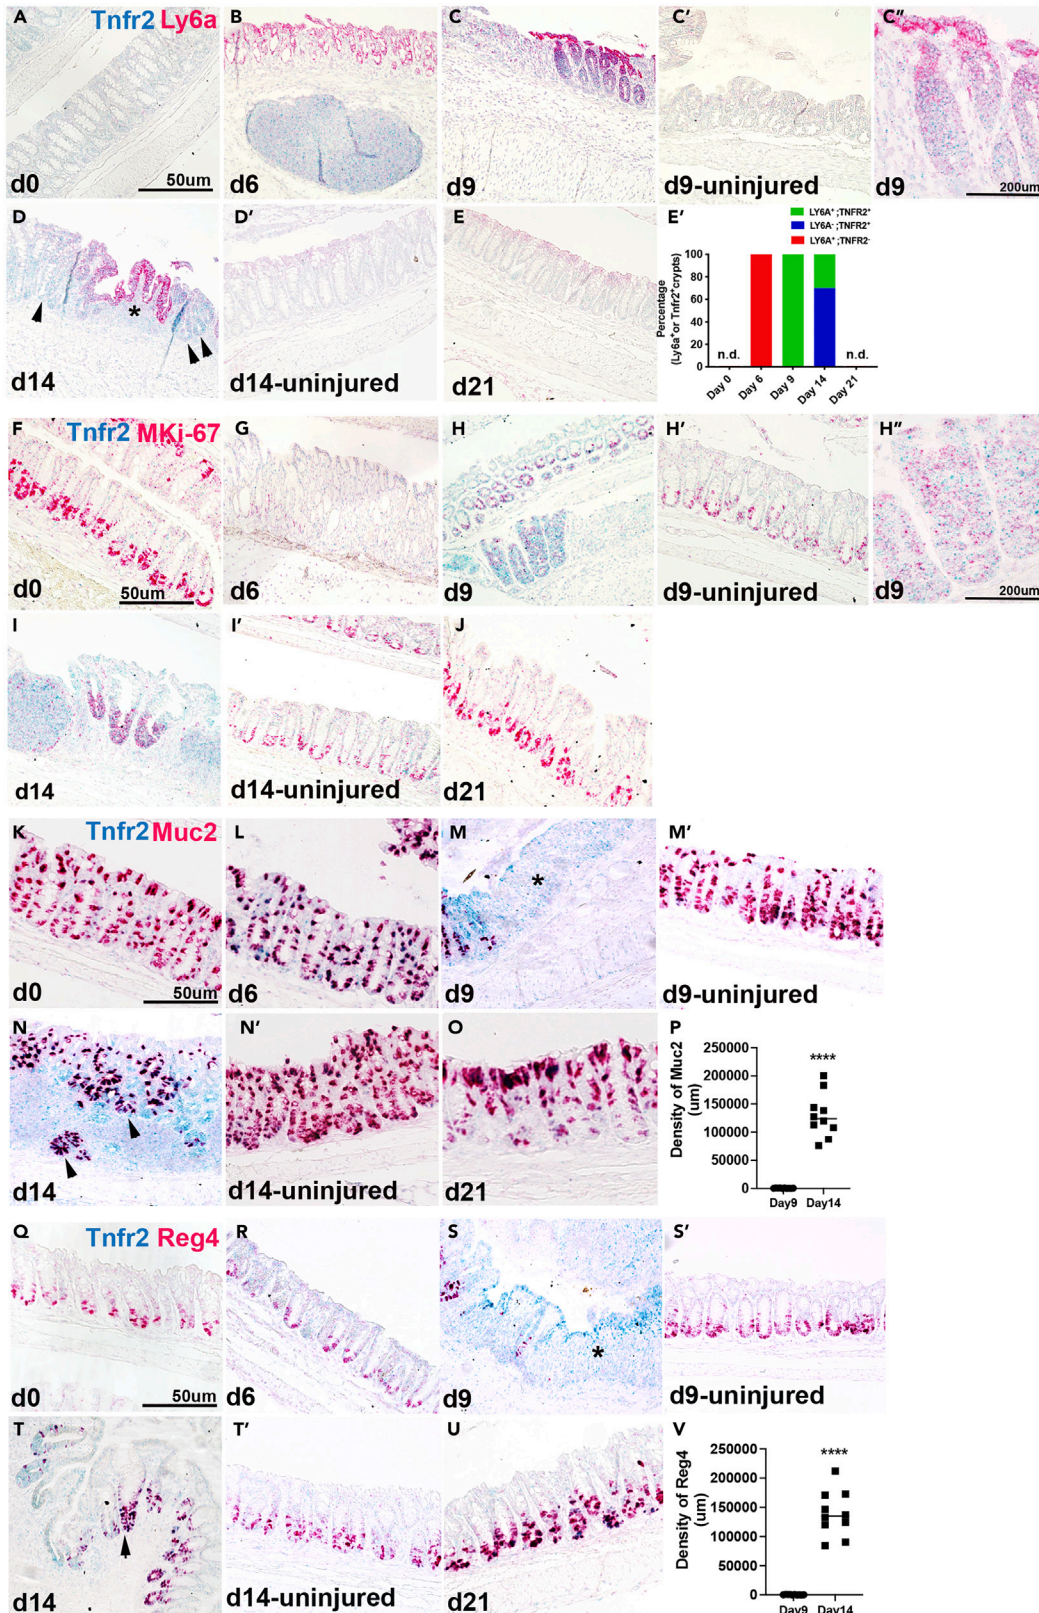 A Tnfr2 Ly6a B C C' C"
d0 50um d6 d9 d9-uninjured 200um
D D' E E'
LY6A⁺;TNFR2⁺
LY6A⁻;TNFR2⁺
LY6A⁺;TNFR2⁻
Percentage
(Ly6a⁺or Tnfr2⁺crypts)
100
80
60
40
20
0
n.d. n.d.
Day 0 Day 6 Day 9 Day 14 Day 21
* d14 d14-uninjured d21
F Tnfr2 MKi-67 G H H' H"
d0 50um d6 d9 d9-uninjured d9 200um
I I' J
d14 d14-uninjured d21
K Tnfr2 Muc2 L M * M'
d0 50um d6 d9 d9-uninjured
N N' O P
d14 d14-uninjured d21
Density of Muc2
(um)
250000
200000
150000
100000
50000
0
****
Day9 Day14
Q Tnfr2 Reg4 R S * S'
d0 50um d6 d9 d9-uninjured
T T' U V
d14 d14-uninjured d21
Density of Reg4
(um)
250000
200000
150000
100000
50000
0
****
Day9 Day14